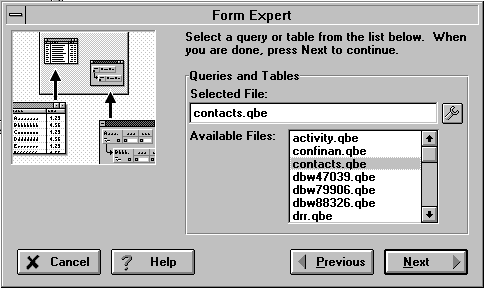 Form Expert
Select a query or table from the list below. When
you are done, press Next to continue.
Queries and Tables
Selected File:
contacts.qbe
Available Files:
activity.qbe
confinan.qbe
contacts.qbe
dbw47039.qbe
dbw79906.qbe
dbw88326.qbe
drr.qbe
Cancel
? Help
Previous
Next